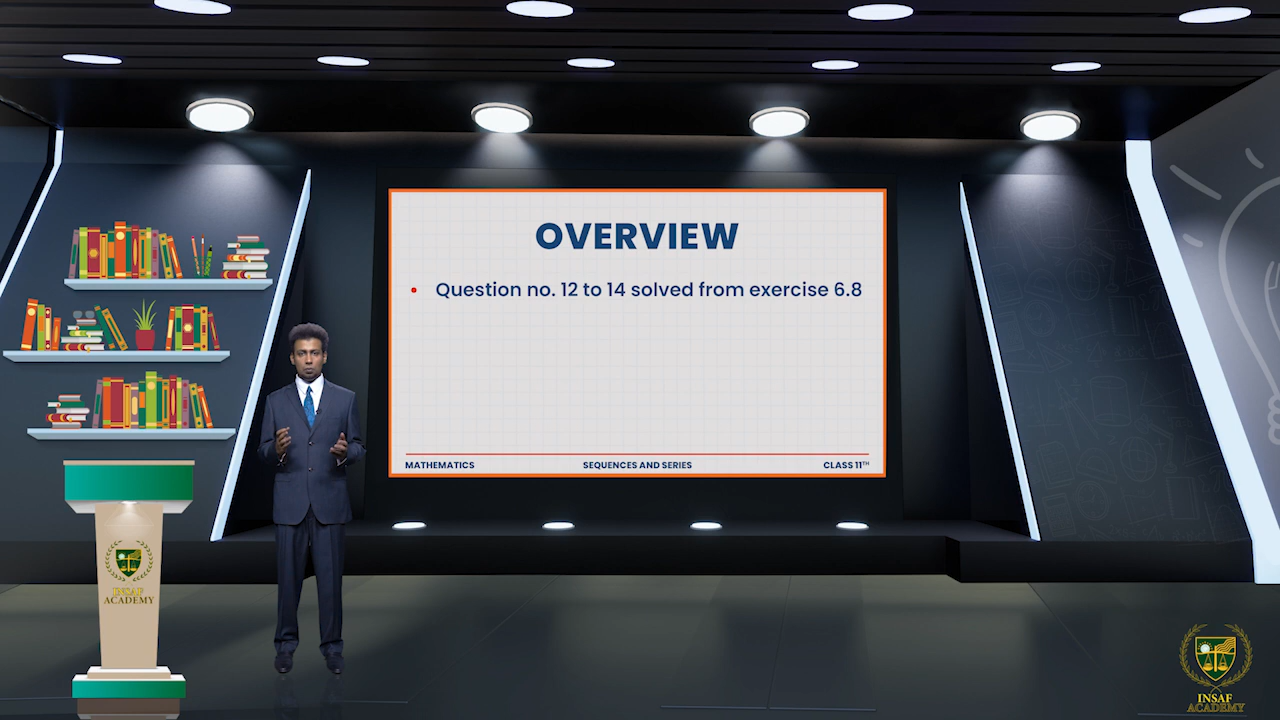 OVERVIEW
• Question no. 12 to 14 solved from exercise 6.8
MATHEMATICS
SEQUENCES AND SERIES
CLASS 11TH
INSAF
ACADEMY
INSAF
ACADEMY